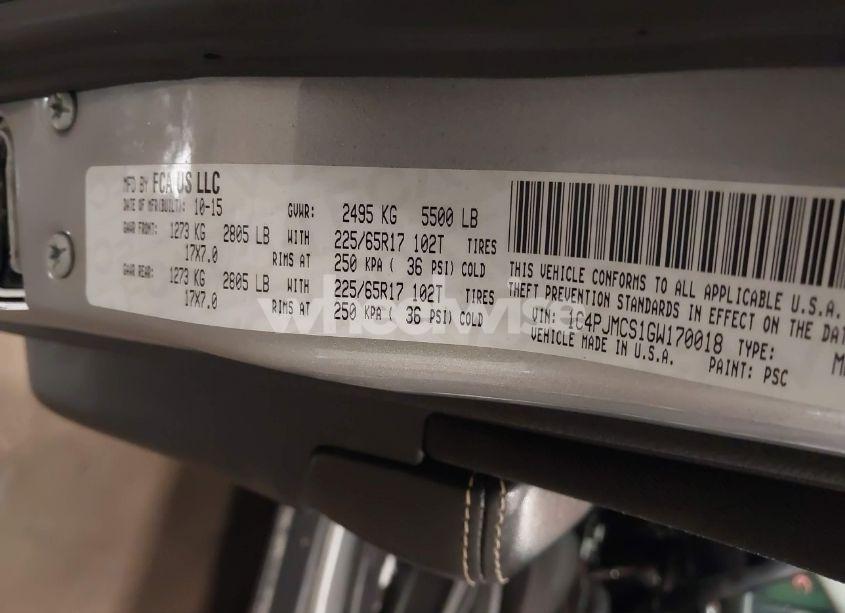 MFD BY FCA US LLC
DATE OF MFR(BUILT): 10-15 GVWR: 2495 KG 5500 LB
GAWR FRONT: 1273 KG 2805 LB WITH 225/65R17 102T TIRES
17X7.0 RIMS AT 250 KPA ( 36 PSI) COLD
GAWR REAR: 1273 KG 2805 LB WITH 225/65R17 102T TIRES
17X7.0 RIMS AT 250 KPA ( 36 PSI) COLD
THIS VEHICLE CONFORMS TO ALL APPLICABLE U.S.A.
THEFT PREVENTION STANDARDS IN EFFECT ON THE DAT
VIN: 1C4PJMCS1GW170018 TYPE:
VEHICLE MADE IN U.S.A. PAINT: PSC